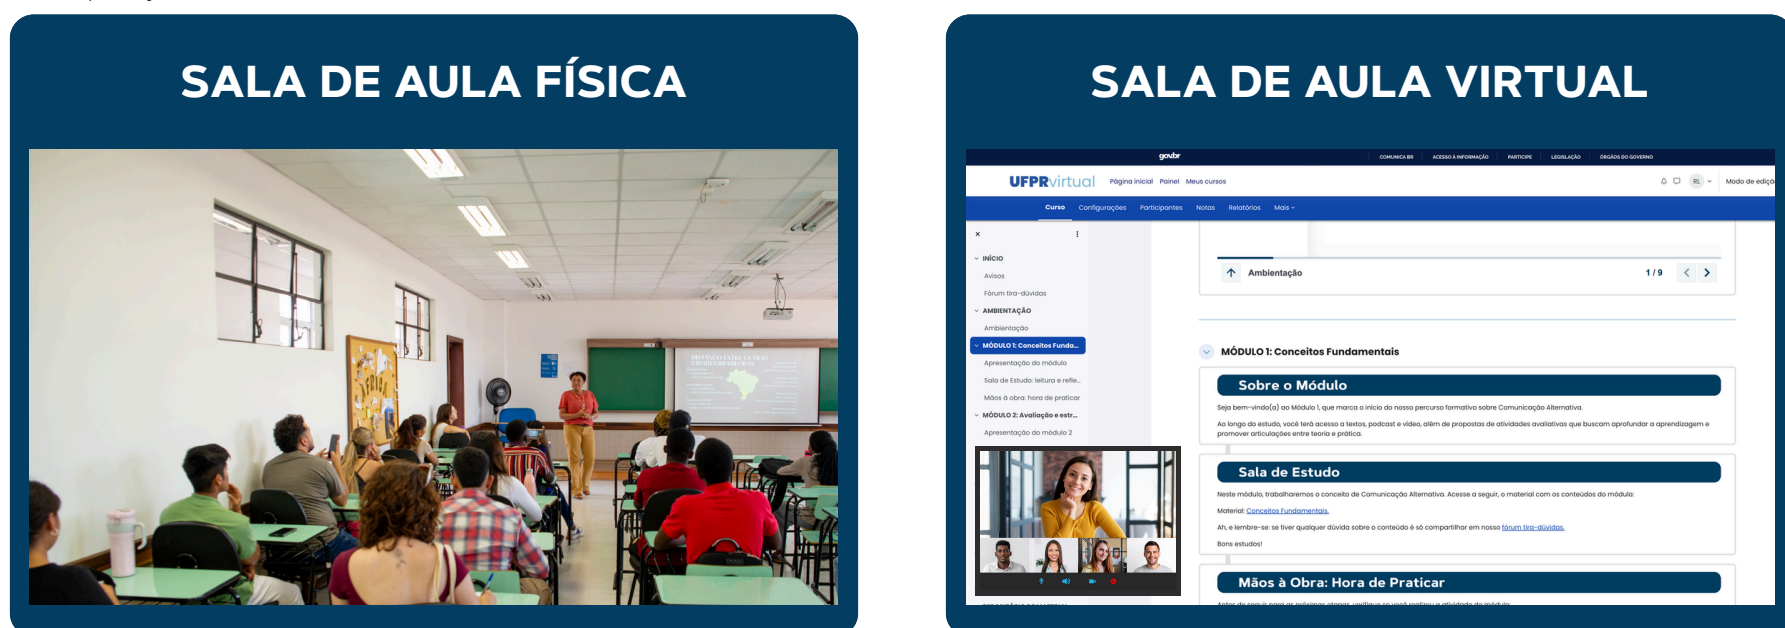 SALA DE AULA FÍSICA
SALA DE AULA VIRTUAL
gov.br
COMUNICA BR ACESSO À INFORMAÇÃO PARTICIPE LEGISLAÇÃO ÓRGÃOS DO GOVERNO
UFPRvirtual Página inicial Painel Meus cursos RL Modo de edição
Curso Configurações Participantes Notas Relatórios Mais
INÍCIO
Avisos
Fórum tira-dúvidas
AMBIENTAÇÃO
Ambientação
MÓDULO 1: Conceitos Funda...
Apresentação do módulo
Sala de Estudo: leitura e refle...
Mãos à obra: hora de praticar
MÓDULO 2: Avaliação e estr...
Apresentação do módulo 2
Ambientação 1 / 9
MÓDULO 1: Conceitos Fundamentais
Sobre o Módulo
Seja bem-vindo(a) ao Módulo 1, que marca o início do nosso percurso formativo sobre Comunicação Alternativa.
Ao longo do estudo, você terá acesso a textos, podcast e vídeo, além de propostas de atividades avaliativas que buscam aprofundar a aprendizagem e
promover articulações entre teoria e prática.
Sala de Estudo
Neste módulo, trabalharemos o conceito de Comunicação Alternativa. Acesse a seguir, o material com os conteúdos do módulo:
Material: Conceitos Fundamentais.
Ah, e lembre-se: se tiver qualquer dúvida sobre o conteúdo é só compartilhar em nosso fórum tira-dúvidas.
Bons estudos!
Mãos à Obra: Hora de Praticar